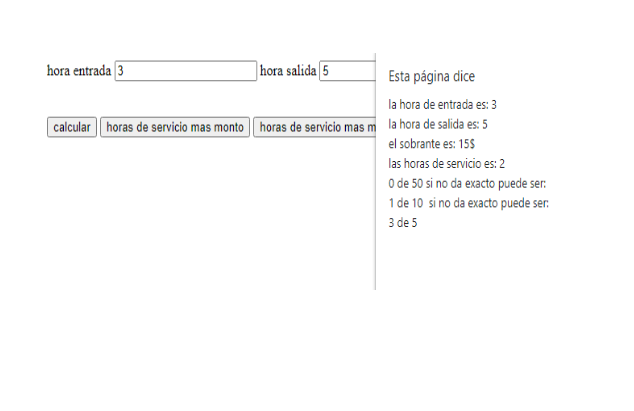 hora entrada 3 hora salida 5
calcular horas de servicio mas monto horas de servicio mas m
Esta página dice
la hora de entrada es: 3
la hora de salida es: 5
el sobrante es: 15$
las horas de servicio es: 2
0 de 50 si no da exacto puede ser:
1 de 10 si no da exacto puede ser:
3 de 5